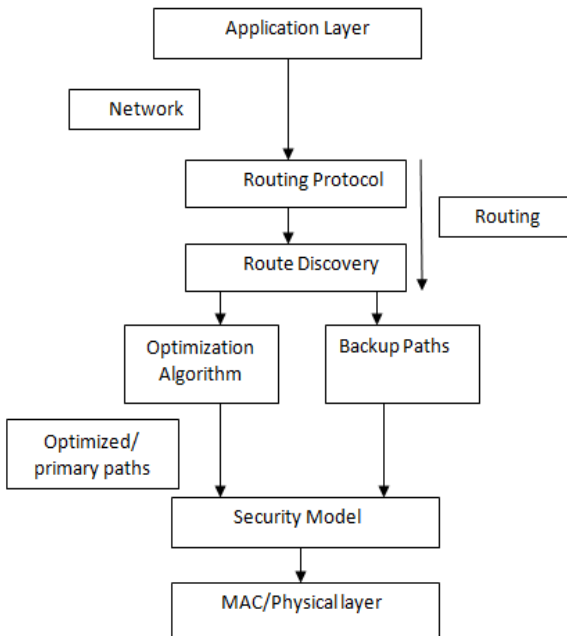 Application Layer
Network
Routing Protocol
Routing
Route Discovery
Optimization
Algorithm
Backup Paths
Optimized/
primary paths
Security Model
MAC/Physical layer